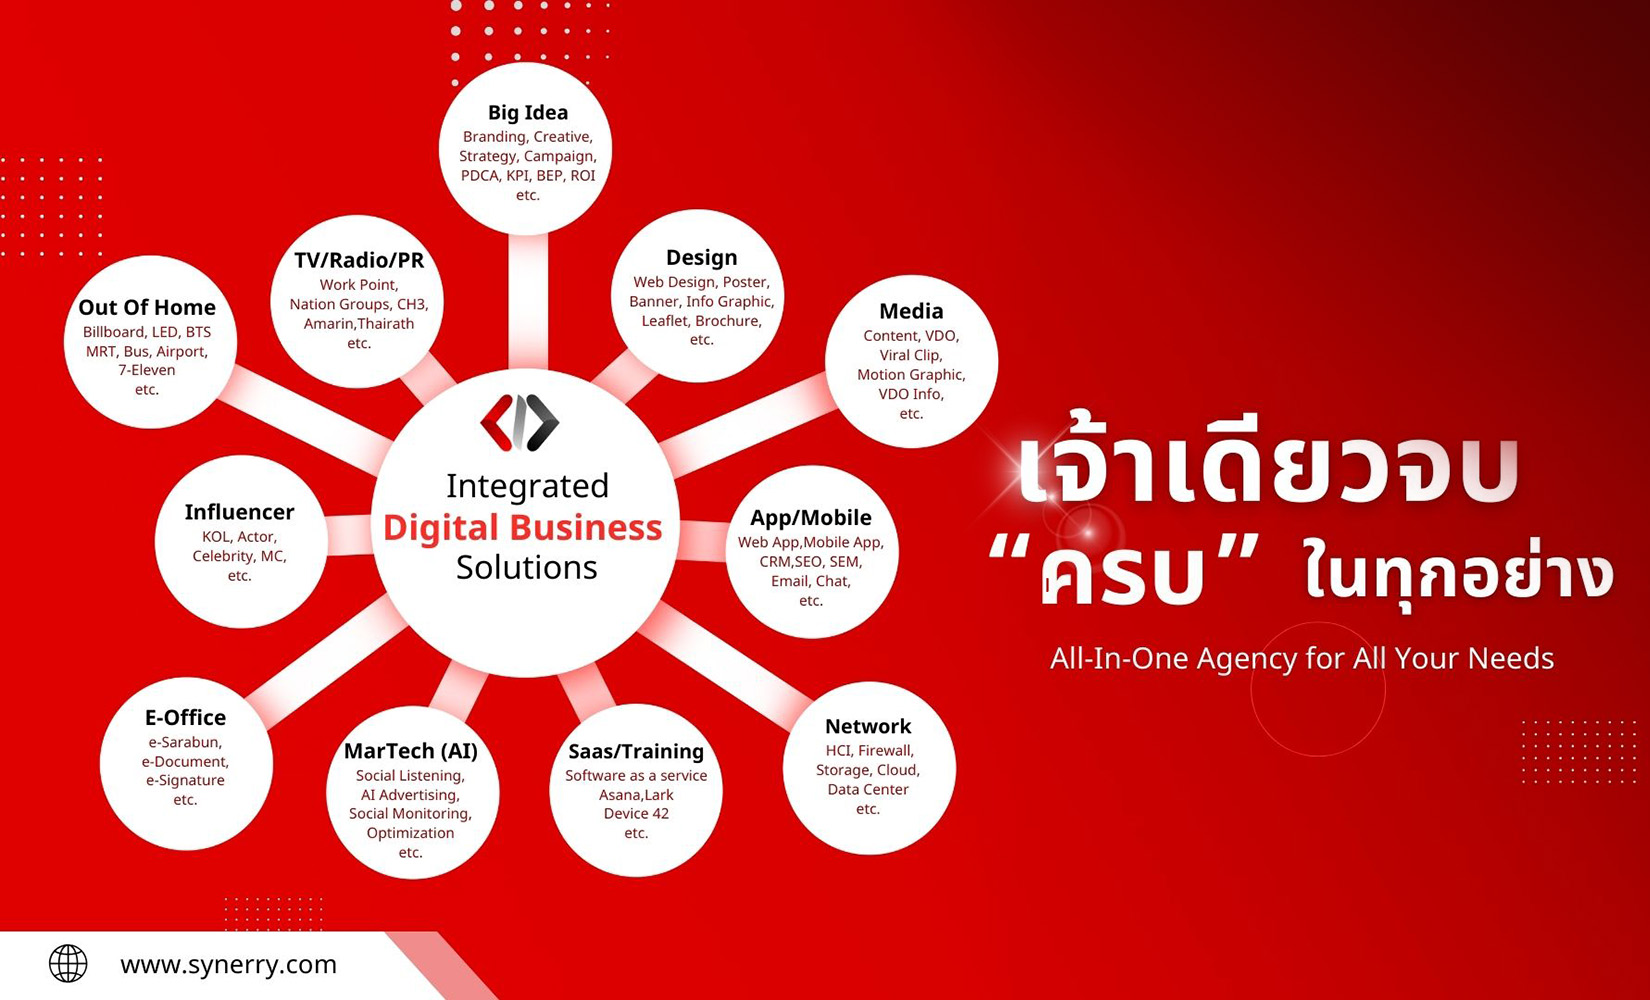 Big Idea
Branding, Creative,
Strategy, Campaign,
PDCA, KPI, BEP, ROI
etc.
TV/Radio/PR
Work Point,
Nation Groups, CH3,
Amarin,Thairath
etc.
Design
Web Design, Poster,
Banner, Info Graphic,
Leaflet, Brochure,
etc.
Out Of Home
Billboard, LED, BTS
MRT, Bus, Airport,
7-Eleven
etc.
Media
Content, VDO,
Viral Clip,
Motion Graphic,
VDO Info,
etc.
Integrated
Digital Business
Solutions
Influencer
KOL, Actor,
Celebrity, MC,
etc.
App/Mobile
Web App,Mobile App,
CRM,SEO, SEM,
Email, Chat,
etc.
E-Office
e-Sarabun,
e-Document,
e-Signature
etc.
MarTech (AI)
Social Listening,
AI Advertising,
Social Monitoring,
Optimization
etc.
Saas/Training
Software as a service
Asana,Lark
Device 42
etc.
Network
HCI, Firewall,
Storage, Cloud,
Data Center
etc.
เจ้าเดียวจบ
“ครบ” ในทุกอย่าง
All-In-One Agency for All Your Needs
www.synerry.com